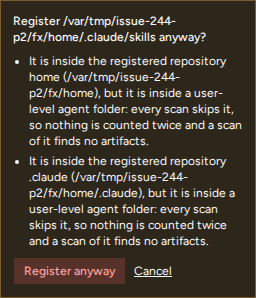 Register /var/tmp/issue-244-
p2/fx/home/.claude/skills anyway?
• It is inside the registered repository
home (/var/tmp/issue-244-
p2/fx/home), but it is inside a user-
level agent folder: every scan skips it,
so nothing is counted twice and a scan
of it finds no artifacts.
• It is inside the registered repository
.claude (/var/tmp/issue-244-
p2/fx/home/.claude), but it is inside a
user-level agent folder: every scan
skips it, so nothing is counted twice
and a scan of it finds no artifacts.
Register anyway Cancel